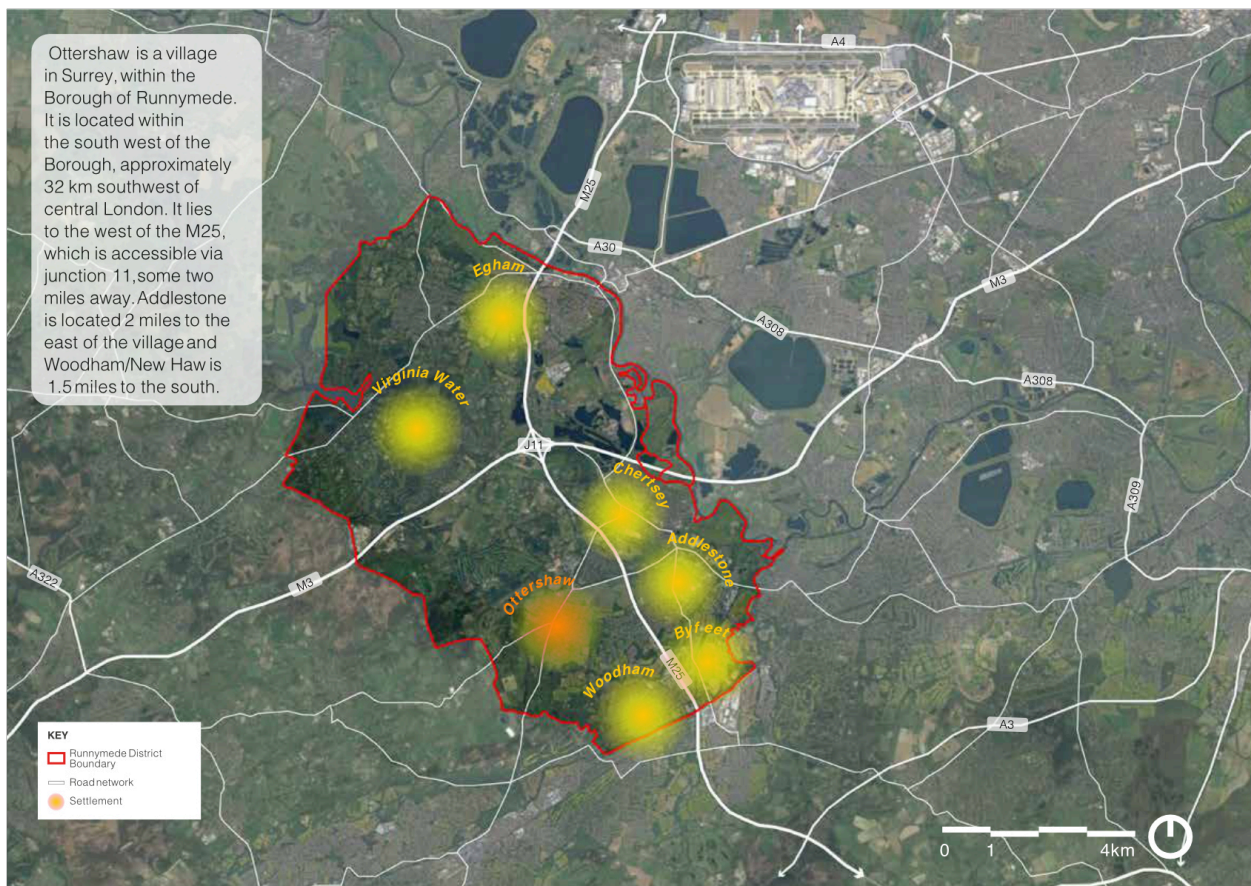 Ottershaw is a village
in Surrey, within the
Borough of Runnymede.
It is located within
the south west of the
Borough, approximately
32 km southwest of
central London. It lies
to the west of the M25,
which is accessible via
junction 11, some two
miles away. Addlestone
is located 2 miles to the
east of the village and
Woodham/New Haw is
1.5 miles to the south.
A4
M25
A30
Egham
M3
A308
Virginia Water
A308
J11
Chertsey
A309
Addlestone
A322
M3
Ottershaw
Byf eet
M25
Woodham
A3
KEY
Runnymede District
Boundary
Road network
Settlement
0 1 4km